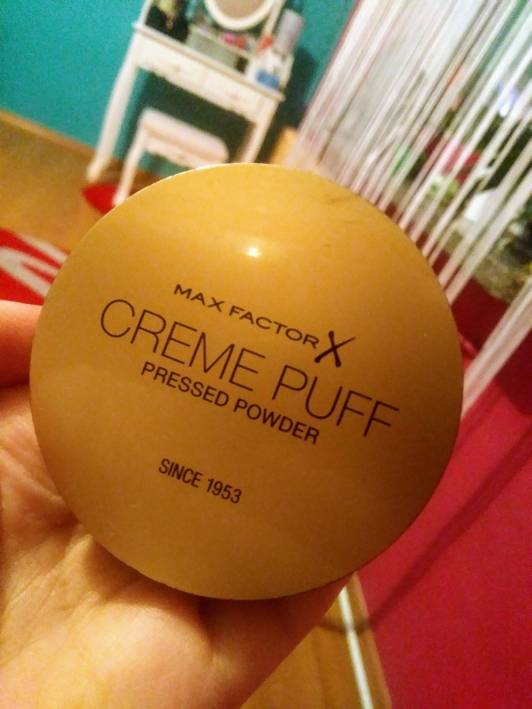 MAX FACTOR X
CREME PUFF
PRESSED POWDER
SINCE 1953